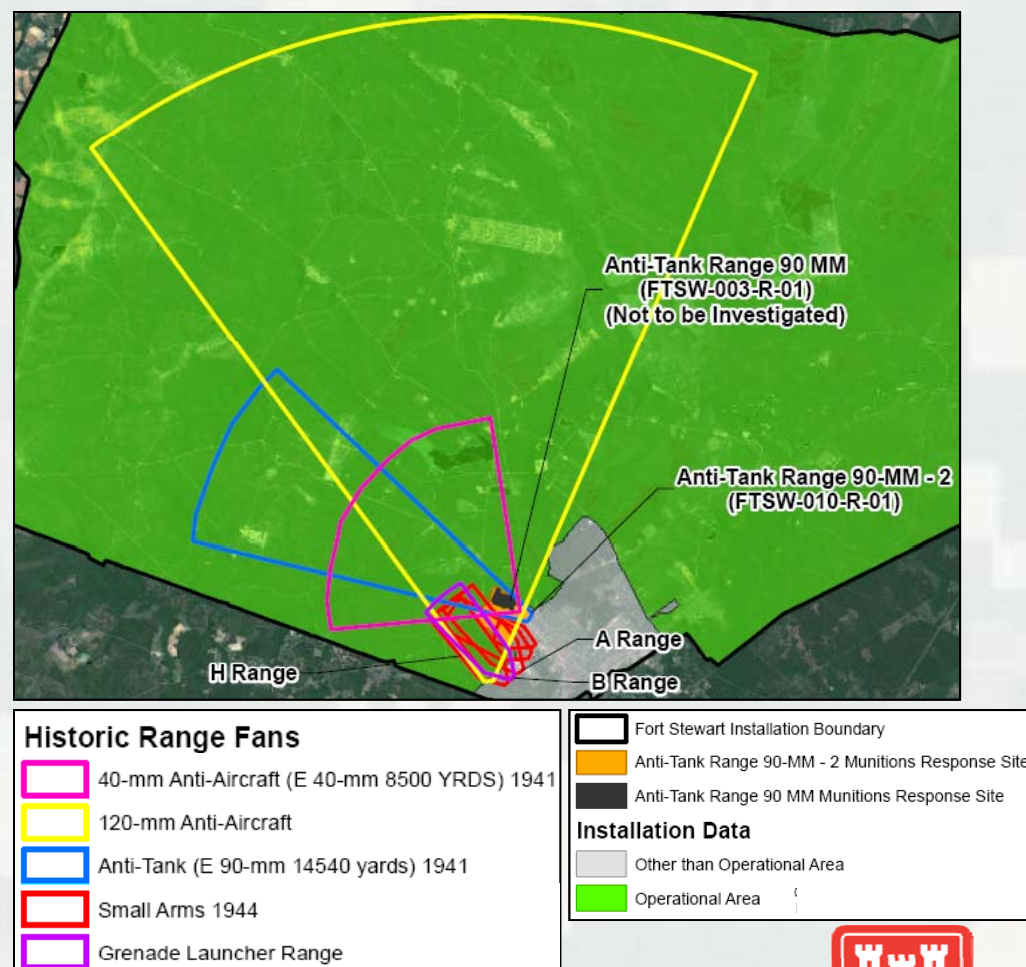 Anti-Tank Range 90 MM
(FTSW-003-R-01)
(Not to be Investigated)
Anti-Tank Range 90-MM - 2
(FTSW-010-R-01)
A Range
H Range
B Range
Historic Range Fans
40-mm Anti-Aircraft (E 40-mm 8500 YRDS) 1941
120-mm Anti-Aircraft
Anti-Tank (E 90-mm 14540 yards) 1941
Small Arms 1944
Grenade Launcher Range
Fort Stewart Installation Boundary
Anti-Tank Range 90-MM - 2 Munitions Response Site
Anti-Tank Range 90 MM Munitions Response Site
Installation Data
Other than Operational Area
Operational Area